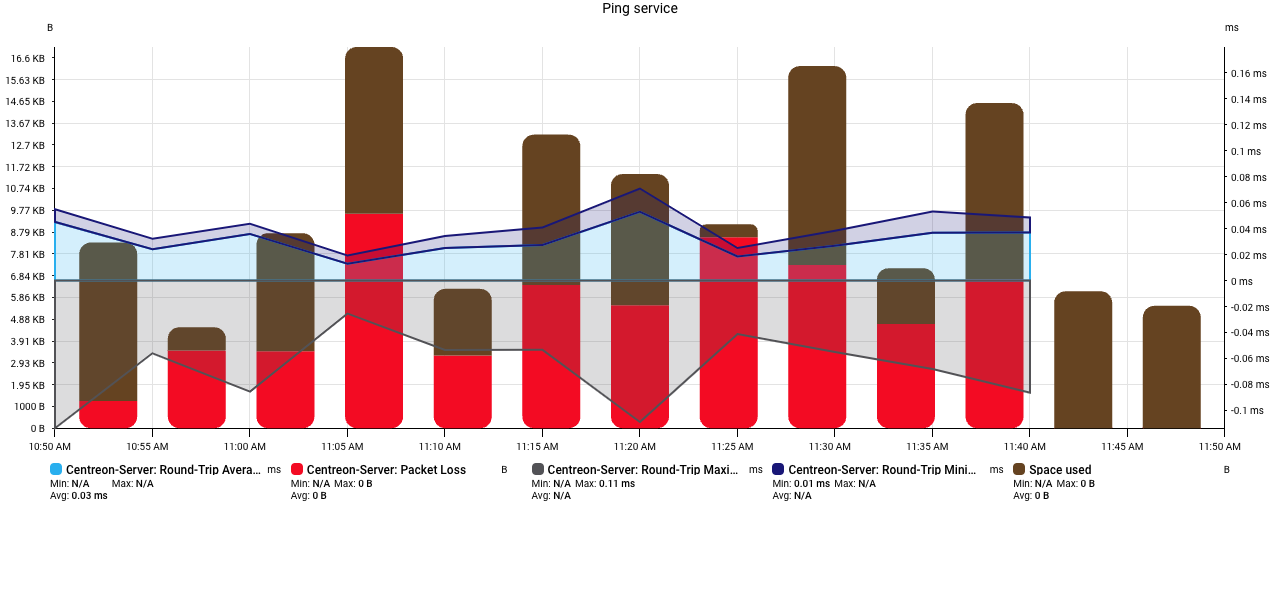 Ping service
B
ms
16.6 KB
15.63 KB
14.65 KB
13.67 KB
12.7 KB
11.72 KB
10.74 KB
9.77 KB
8.79 KB
7.81 KB
6.84 KB
5.86 KB
4.88 KB
3.91 KB
2.93 KB
1.95 KB
1000 B
0 B
0.16 ms
0.14 ms
0.12 ms
0.1 ms
0.08 ms
0.06 ms
0.04 ms
0.02 ms
0 ms
-0.02 ms
-0.04 ms
-0.06 ms
-0.08 ms
-0.1 ms
10:50 AM 10:55 AM 11:00 AM 11:05 AM 11:10 AM 11:15 AM 11:20 AM 11:25 AM 11:30 AM 11:35 AM 11:40 AM 11:45 AM 11:50 AM
Centreon-Server: Round-Trip Avera... ms
Min: N/A Max: N/A
Avg: 0.03 ms
Centreon-Server: Packet Loss B
Min: N/A Max: 0 B
Avg: 0 B
Centreon-Server: Round-Trip Maxi... ms
Min: N/A Max: 0.11 ms
Avg: N/A
Centreon-Server: Round-Trip Mini... ms
Min: 0.01 ms Max: N/A
Avg: N/A
Space used B
Min: N/A Max: 0 B
Avg: 0 B